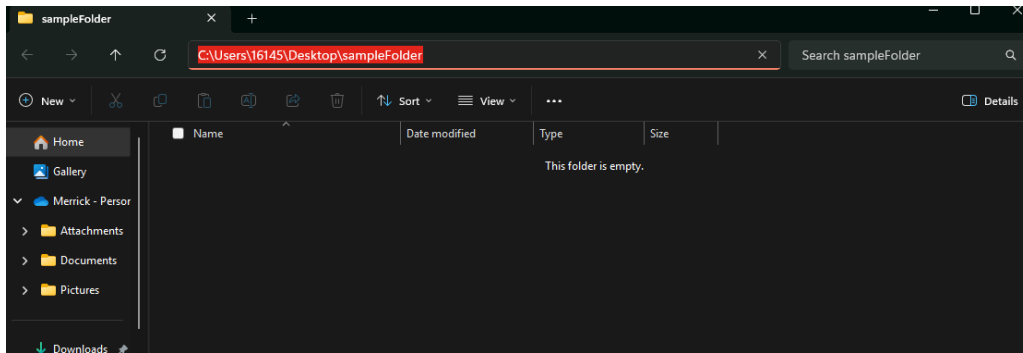 sampleFolder
C:\Users\16145\Desktop\sampleFolder
Search sampleFolder
New Sort View Details
Name Date modified Type Size
This folder is empty.
Home
Gallery
Merrick - Person
Attachments
Documents
Pictures
Downloads